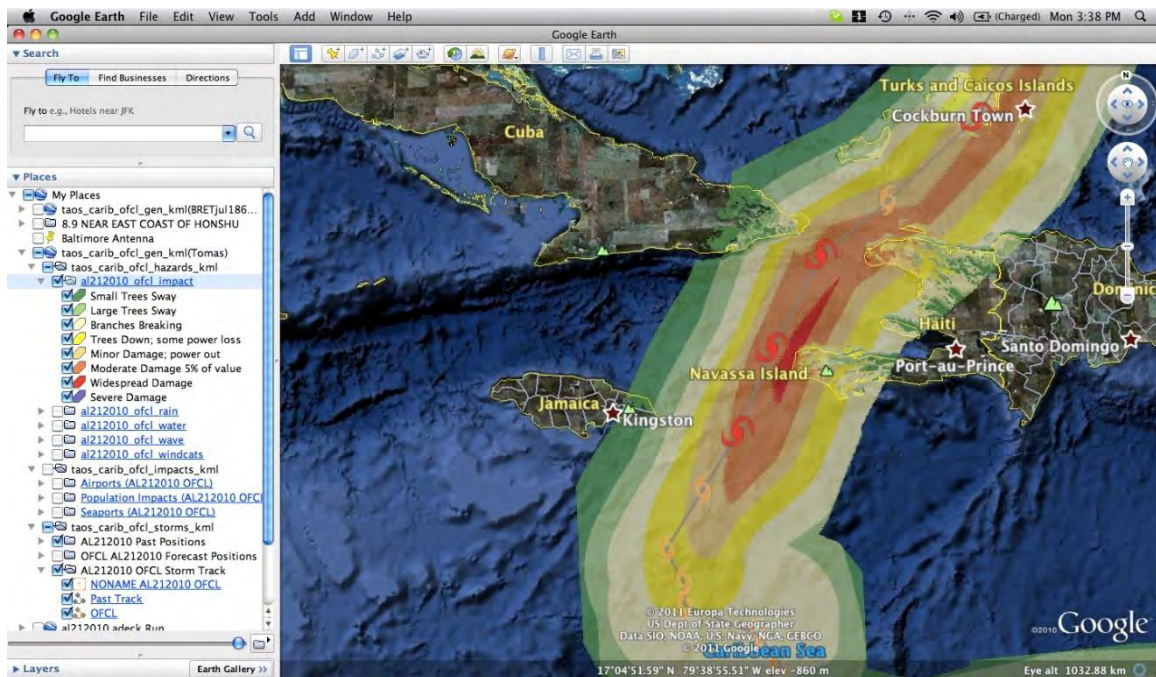 Google Earth File Edit View Tools Add Window Help (Charged) Mon 3:38 PM
Google Earth
Search
Fly To Find Businesses Directions
Fly to e.g., Hotels near JFK
Places
My Places
taos_carib_ofcl_gen_kml(BRETjul186...
8.9 NEAR EAST COAST OF HONSHU
Baltimore Antenna
taos_carib_ofcl_gen_kml(Tomas)
taos_carib_ofcl_hazards_kml
al212010_ofcl_impact
Small Trees Sway
Large Trees Sway
Branches Breaking
Trees Down; some power loss
Minor Damage; power out
Moderate Damage 5% of value
Widespread Damage
Severe Damage
al212010_ofcl_rain
al212010_ofcl_water
al212010_ofcl_wave
al212010_ofcl_windcats
taos_carib_ofcl_impacts_kml
Airports (AL212010 OFCL)
Population Impacts (AL212010 OFCL
Seaports (AL212010 OFCL)
taos_carib_ofcl_storms_kml
AL212010 Past Positions
OFCL AL212010 Forecast Positions
AL212010 OFCL Storm Track
NONAME AL212010 OFCL
Past Track
OFCL
al212010 adeck Run
Layers
Earth Gallery >>
N
Turks and Caicos Islands
Cockburn Town
Cuba
Dominic
Haiti
Santo Domingo
Port-au-Prince
Navassa Island
Jamaica
Kingston
© 2011 Europa Technologies
US Dept of State Geographer
Data SIO, NOAA, U.S. Navy, NGA, GEBCO
© 2011 Google
Caribbean Sea
©2010 Google
17°04'51.59" N 79°38'55.51" W elev -860 m
Eye alt 1032.88 km